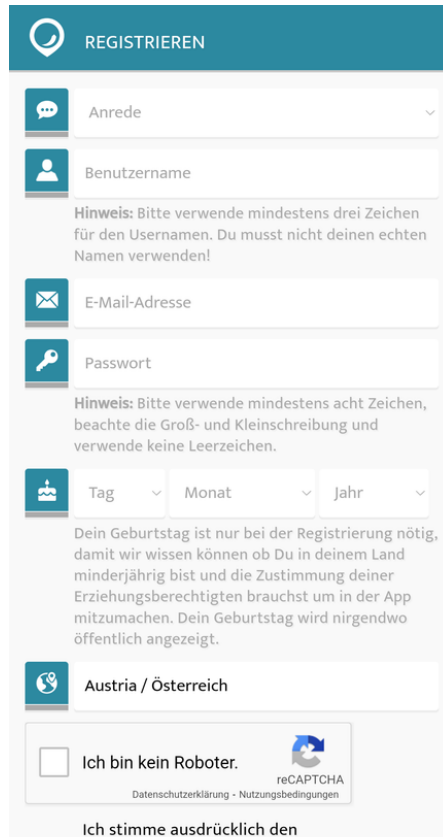 REGISTRIEREN
Anrede
Benutzername
Hinweis: Bitte verwende mindestens drei Zeichen
für den Usernamen. Du musst nicht deinen echten
Namen verwenden!
E-Mail-Adresse
Passwort
Hinweis: Bitte verwende mindestens acht Zeichen,
beachte die Groß- und Kleinschreibung und
verwende keine Leerzeichen.
Tag Monat Jahr
Dein Geburtstag ist nur bei der Registrierung nötig,
damit wir wissen können ob Du in deinem Land
minderjährig bist und die Zustimmung deiner
Erziehungsberechtigten brauchst um in der App
mitzumachen. Dein Geburtstag wird nirgendwo
öffentlich angezeigt.
Austria / Österreich
Ich bin kein Roboter.
reCAPTCHA
Datenschutzerklärung - Nutzungsbedingungen
Ich stimme ausdrücklich den